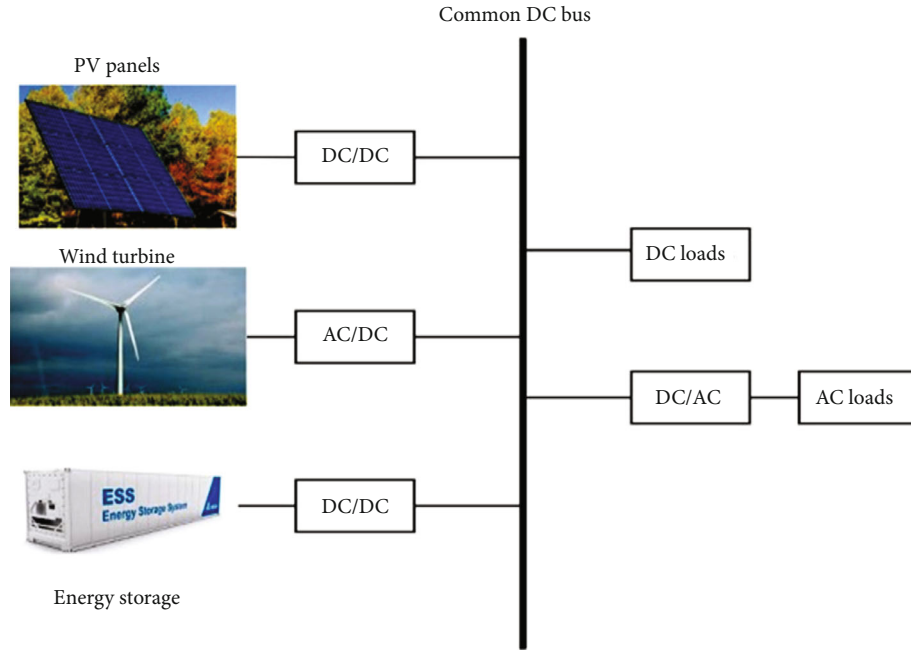 Common DC bus
PV panels
DC/DC
Wind turbine
DC loads
AC/DC
DC/AC
AC loads
ESS
Energy Storage System
DC/DC
Energy storage